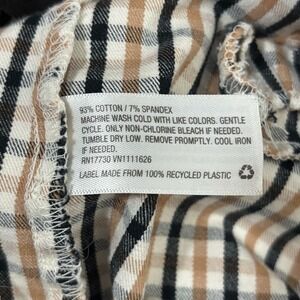 93% COTTON / 7% SPANDEX
MACHINE WASH COLD WITH LIKE COLORS. GENTLE
CYCLE. ONLY NON-CHLORINE BLEACH IF NEEDED.
TUMBLE DRY LOW. REMOVE PROMPTLY. COOL IRON
IF NEEDED.
RN17730 VN1111626
LABEL MADE FROM 100% RECYCLED PLASTIC